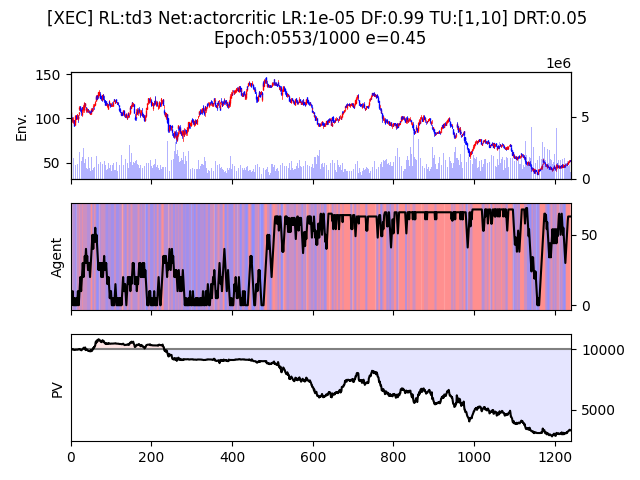 [XEC] RL:td3 Net:actorcritic LR:1e-05 DF:0.99 TU:[1,10] DRT:0.05
Epoch:0553/1000 e=0.45
1e6
150
100
50
Env.
5
0
Agent
50
0
PV
10000
5000
0
200
400
600
800
1000
1200